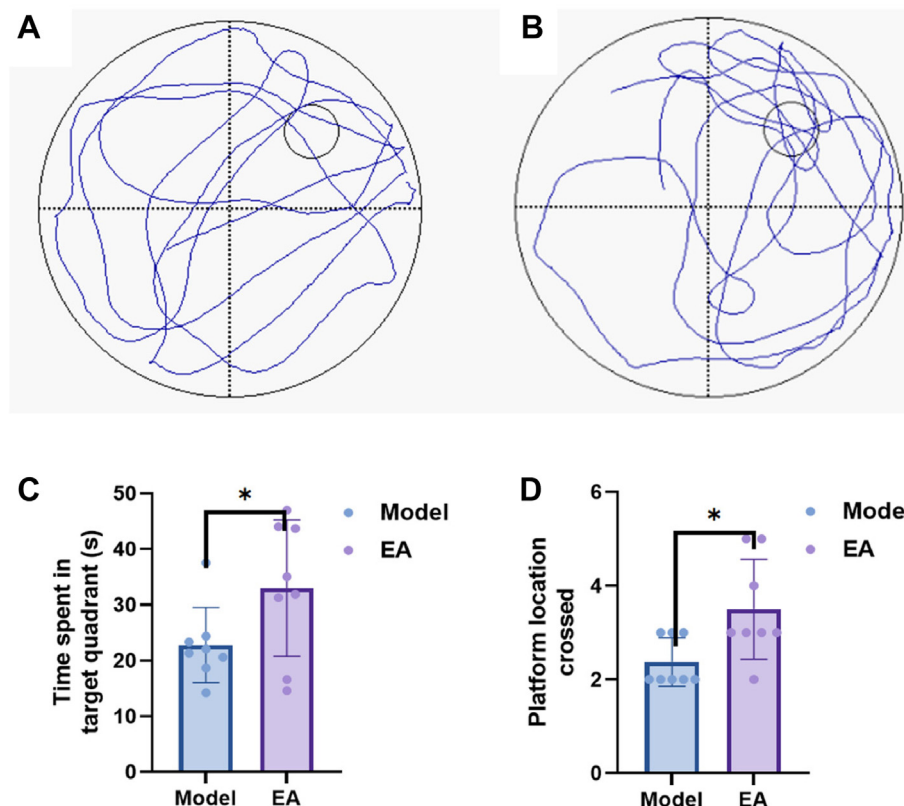 A
B
C
Time spent in
target quadrant (s)
50
40
30
20
10
0
*
Model
EA
Model
EA
D
Platform location
crossed
6
4
2
0
*
Mode
EA
Model
EA